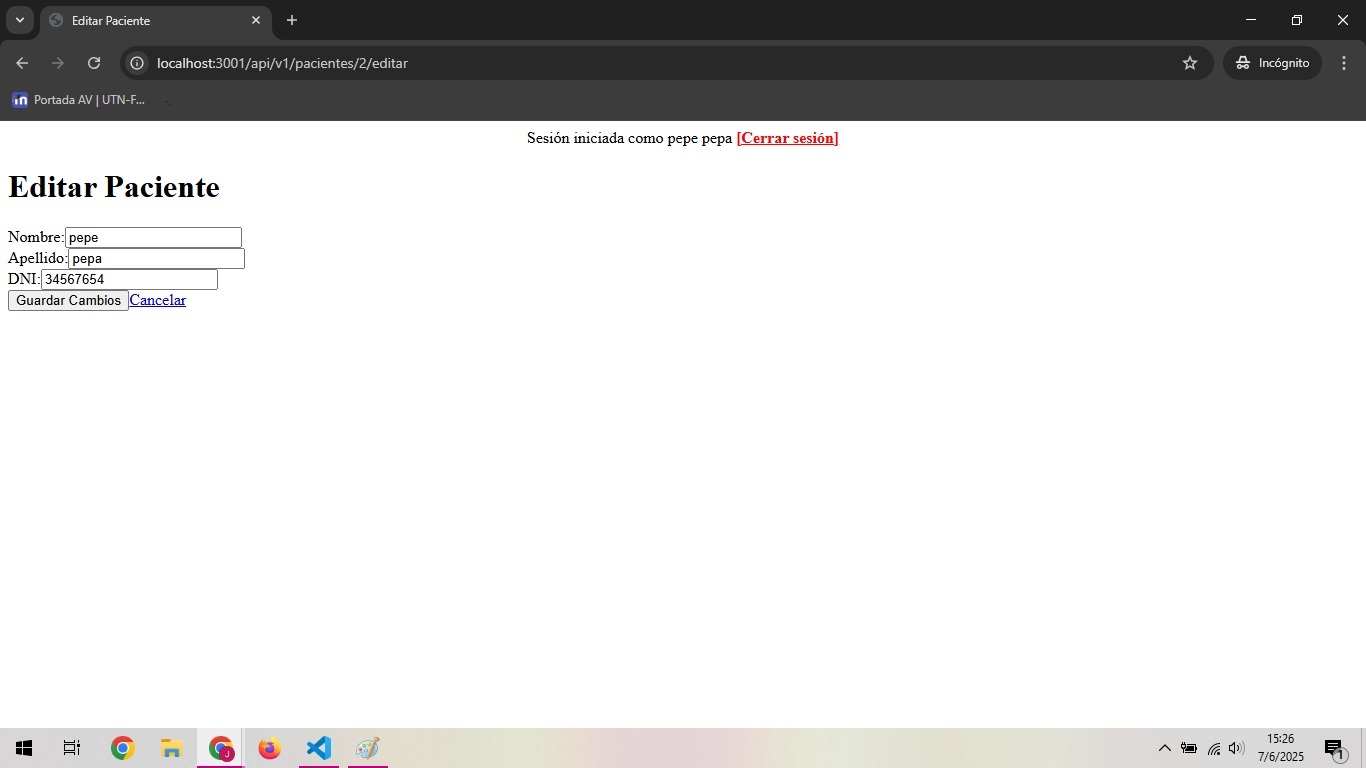 Editar Paciente
localhost:3001/api/v1/pacientes/2/editar
Incógnito
Portada AV | UTN-F...
Sesión iniciada como pepe pepa [Cerrar sesión]
Editar Paciente
Nombre: pepe
Apellido: pepa
DNI: 34567654
Guardar Cambios Cancelar
J
15:26
7/6/2025
1